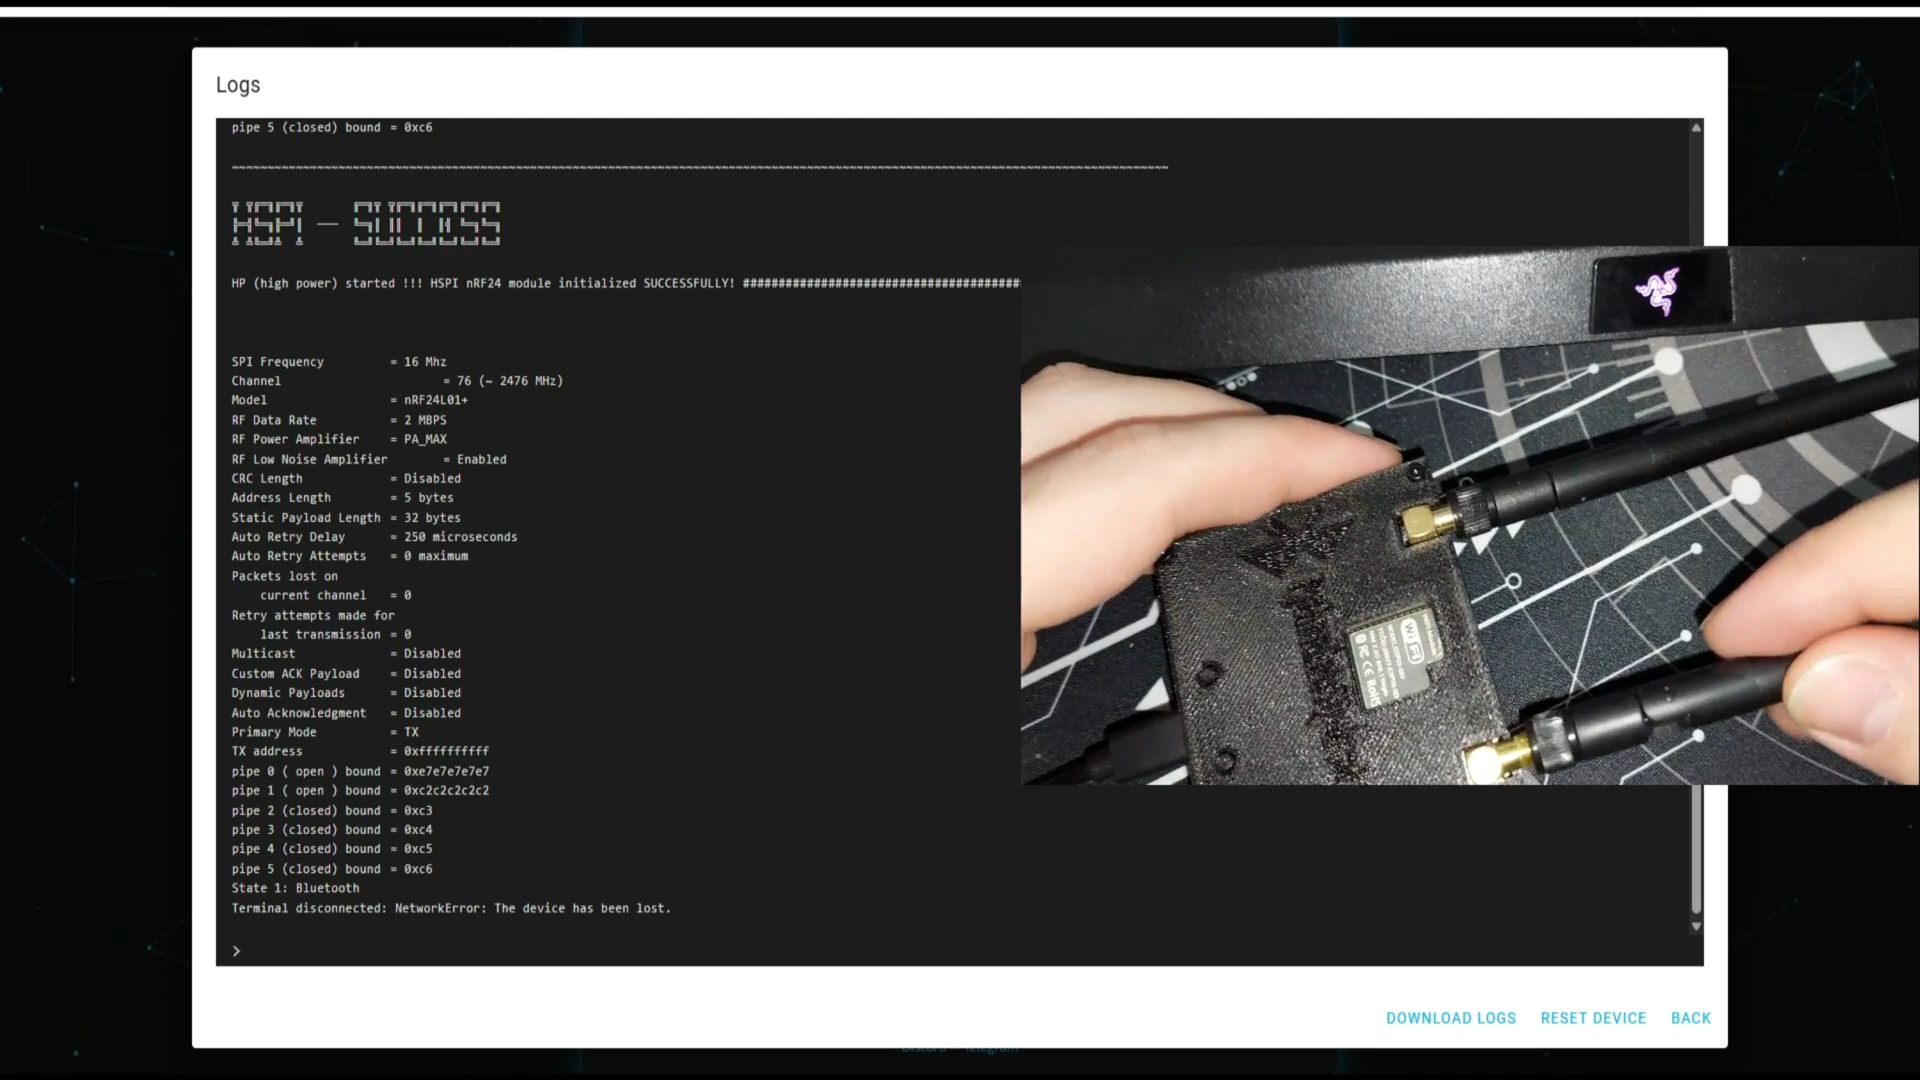 Logs
pipe 5 (closed) bound = 0xc6
~~~~~~~~~~~~~~~~~~~~~~~~~~~~~~~~~~~~~~~~~~~~~~~~~~~~~~~~~~~~~~~~~~~~~~~~~~~~~~~~~~~~~~~~~~~~~~~~~~~~~~~~~~~~~~~~~~~~~~~~~~~~~~~~~~~~
HSPI — SUCCESS
HP (high power) started !!! HSPI nRF24 module initialized SUCCESSFULLY! #######################################
SPI Frequency = 16 Mhz
Channel = 76 (~ 2476 MHz)
Model = nRF24L01+
RF Data Rate = 2 MBPS
RF Power Amplifier = PA_MAX
RF Low Noise Amplifier = Enabled
CRC Length = Disabled
Address Length = 5 bytes
Static Payload Length = 32 bytes
Auto Retry Delay = 250 microseconds
Auto Retry Attempts = 0 maximum
Packets lost on
current channel = 0
Retry attempts made for
last transmission = 0
Multicast = Disabled
Custom ACK Payload = Disabled
Dynamic Payloads = Disabled
Auto Acknowledgment = Disabled
Primary Mode = TX
TX address = 0xffffffffff
pipe 0 ( open ) bound = 0xe7e7e7e7e7
pipe 1 ( open ) bound = 0xc2c2c2c2c2
pipe 2 (closed) bound = 0xc3
pipe 3 (closed) bound = 0xc4
pipe 4 (closed) bound = 0xc5
pipe 5 (closed) bound = 0xc6
State 1: Bluetooth
Terminal disconnected: NetworkError: The device has been lost.
>
WiFi
CE RoHS
DOWNLOAD LOGS RESET DEVICE BACK